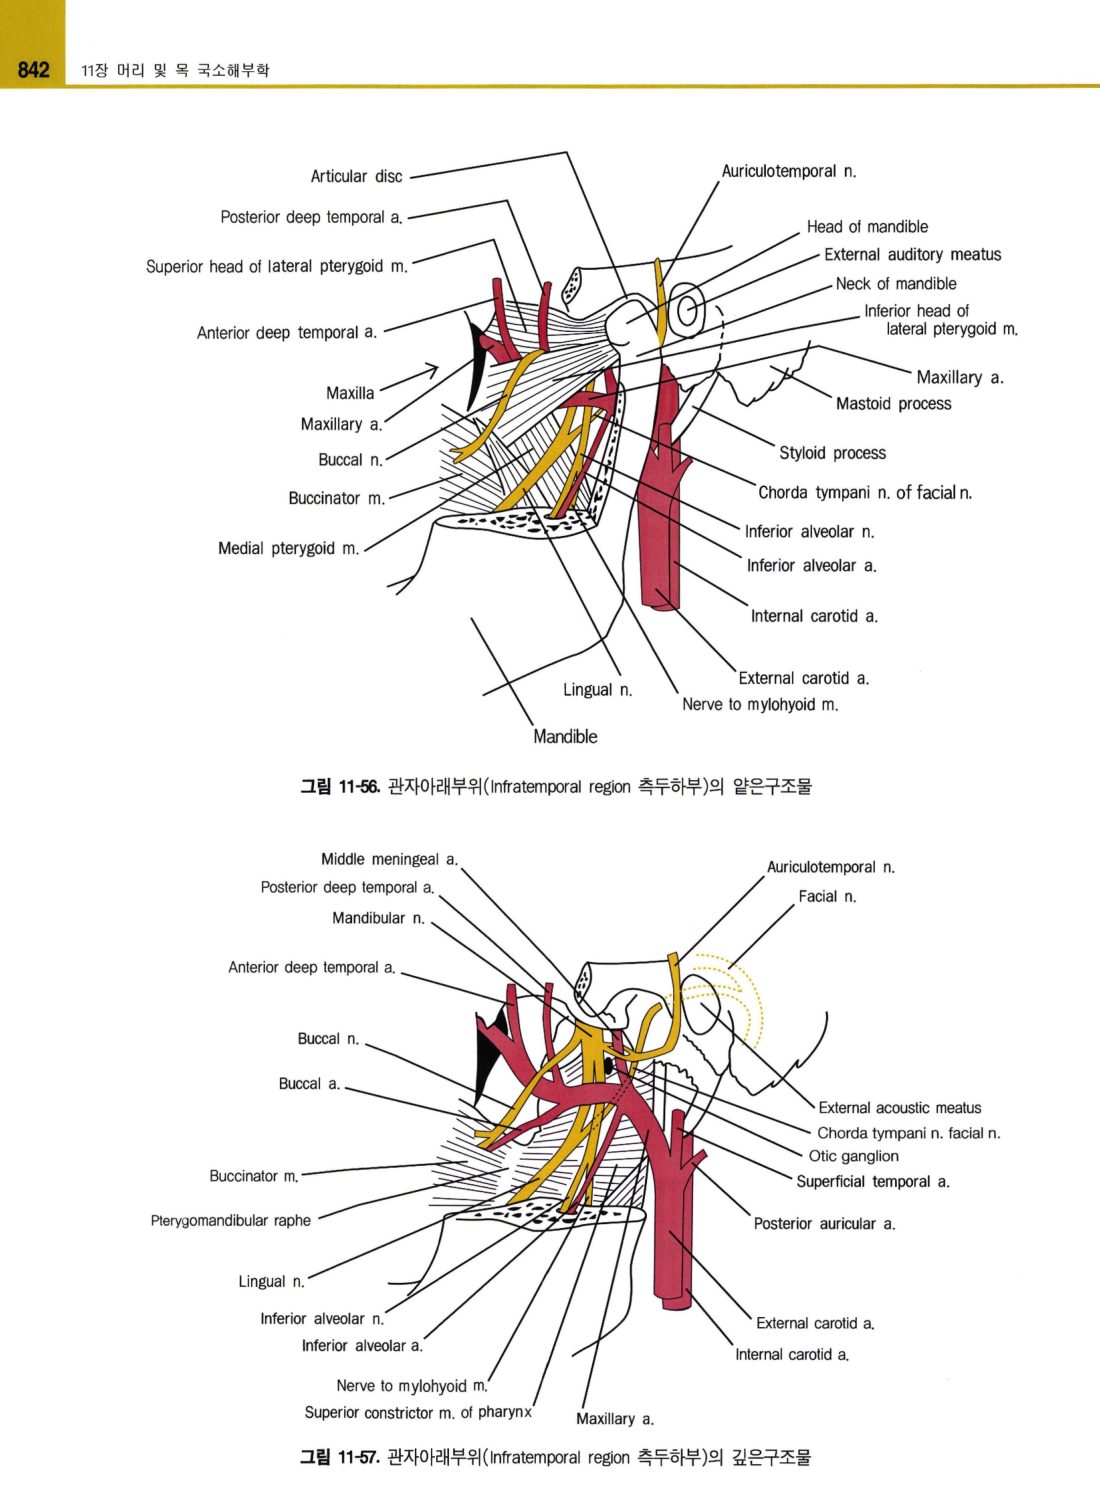 842
11장 머리 및 목 국소해부학
Articular disc
Auriculotemporal n.
Posterior deep temporal a.
Head of mandible
External auditory meatus
Superior head of lateral pterygoid m.
Neck of mandible
Inferior head of
lateral pterygoid m.
Anterior deep temporal a.
Maxillary a.
Maxilla
Mastoid process
Maxillary a.
Styloid process
Buccal n.
Chorda tympani n. of facial n.
Buccinator m.
Inferior alveolar n.
Medial pterygoid m.
Inferior alveolar a.
Internal carotid a.
External carotid a.
Lingual n.
Nerve to mylohyoid m.
Mandible
그림 11-56. 관자아래부위(Infratemporal region 측두하부)의 얕은구조물
Middle meningeal a.
Auriculotemporal n.
Posterior deep temporal a.
Facial n.
Mandibular n.
Anterior deep temporal a.
Buccal n.
Buccal a.
External acoustic meatus
Chorda tympani n. facial n.
Otic ganglion
Buccinator m.
Superficial temporal a.
Pterygomandibular raphe
Posterior auricular a.
Lingual n.
Inferior alveolar n.
External carotid a.
Inferior alveolar a.
Internal carotid a.
Nerve to mylohyoid m.
Superior constrictor m. of pharynx
Maxillary a.
그림 11-57. 관자아래부위(Infratemporal region 측두하부)의 깊은구조물